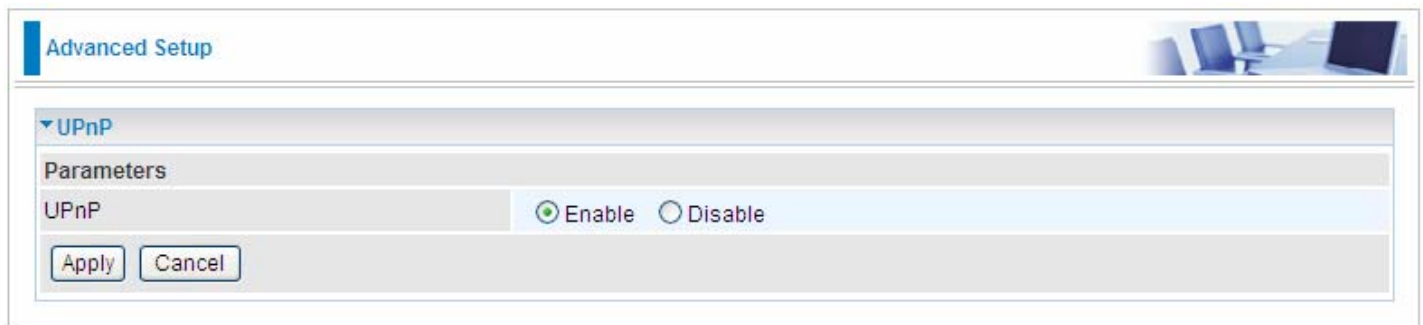 Advanced Setup
UPnP
Parameters
UPnP Enable Disable
Apply Cancel